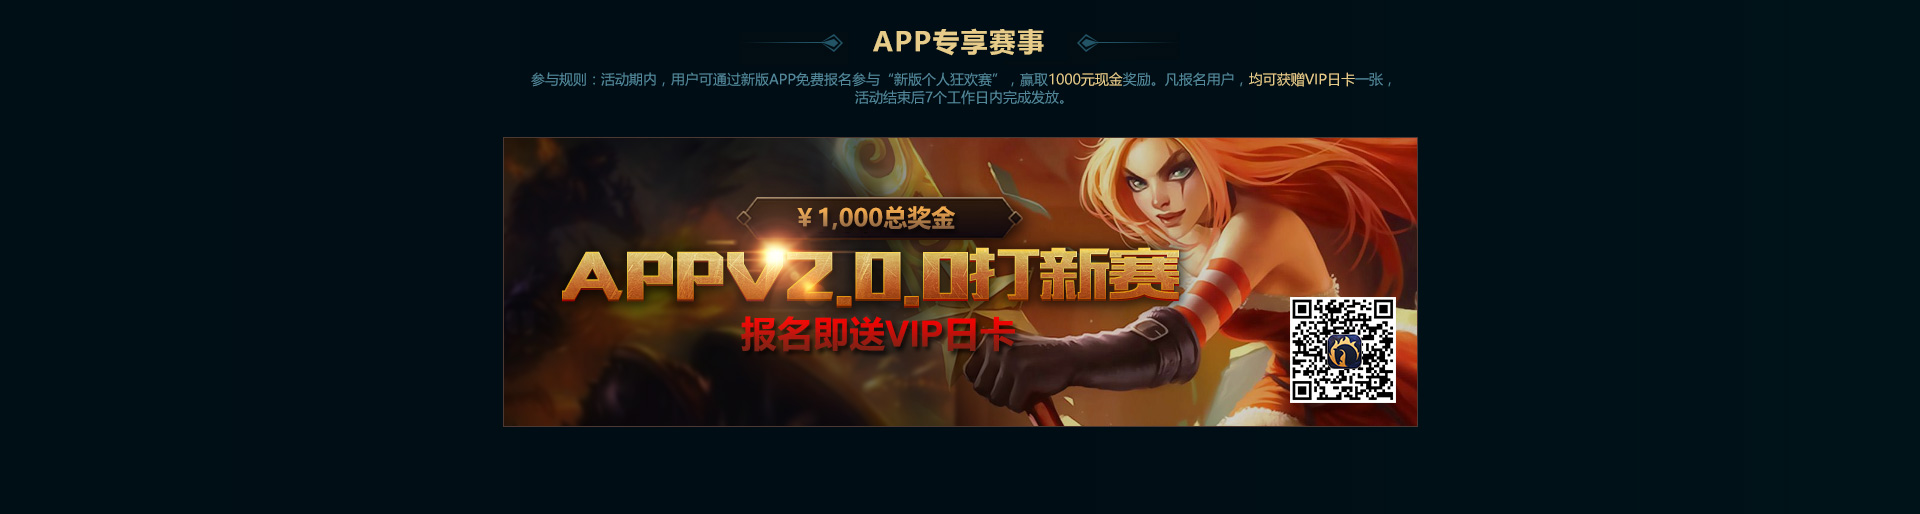 APP专享赛事
参与规则：活动期内，用户可通过新版APP免费报名参与“新版个人狂欢赛”，赢取1000元现金奖励。凡报名用户，均可获赠VIP日卡一张，
活动结束后7个工作日内完成发放。
¥1,000总奖金
APPV2.0.0打新赛
报名即送VIP日卡